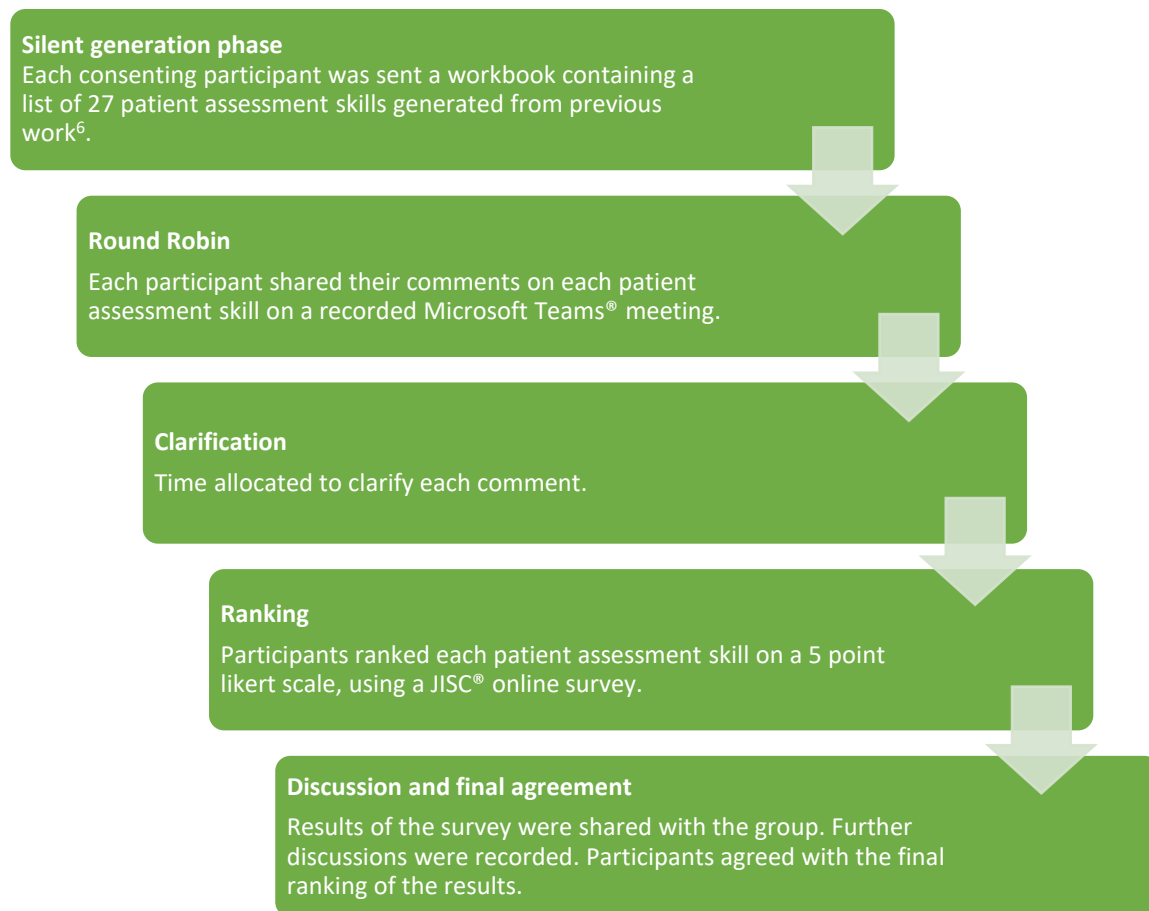 Silent generation phase
Each consenting participant was sent a workbook containing a
list of 27 patient assessment skills generated from previous
work⁶.
Round Robin
Each participant shared their comments on each patient
assessment skill on a recorded Microsoft Teams® meeting.
Clarification
Time allocated to clarify each comment.
Ranking
Participants ranked each patient assessment skill on a 5 point
likert scale, using a JISC® online survey.
Discussion and final agreement
Results of the survey were shared with the group. Further
discussions were recorded. Participants agreed with the final
ranking of the results.